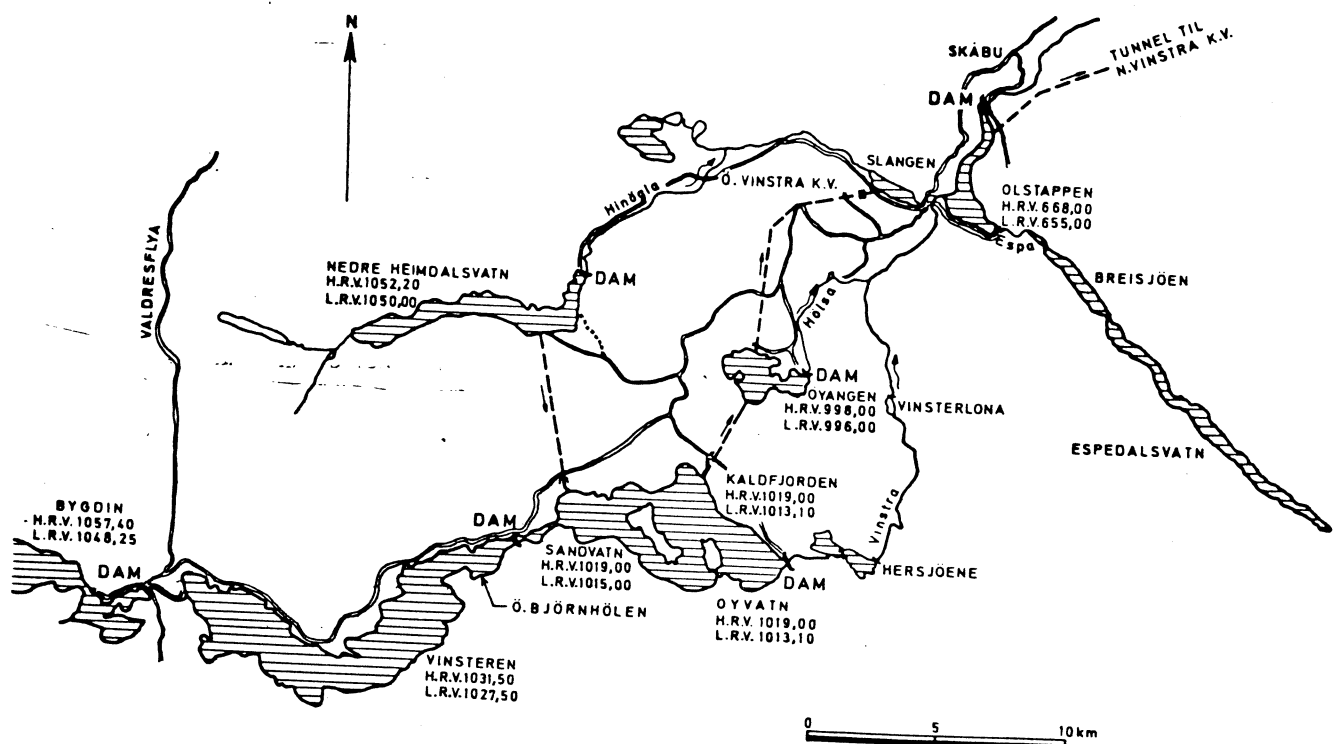 N
SKÅBU
TUNNEL TIL
N.VINSTRA K.V.
DAM
SLANGEN
Ö. VINSTRA K.V.
Hinögla
OLSTAPPEN
H.R.V. 668,00
L.R.V. 655,00
Espa
VALDRESFLYA
NEDRE HEIMDALSVATN
H.R.V.1052,20
L.R.V.1050,00
DAM
BREISJÖEN
Hölsa
DAM
ÖYANGEN
H.R.V.998,00
L.R.V.996,00
VINSTERLONA
ESPEDALSVATN
KALDFJORDEN
H.R.V.1019,00
L.R.V.1013,10
BYGDIN
H.R.V.1057,40
L.R.V.1048,25
DAM
DAM
SANDVATN
H.R.V.1019,00
L.R.V.1015,00
Vinstra
HERSJÖENE
DAM
Ö.BJÖRNHÖLEN
OYVATN
H.R.V. 1019,00
L.R.V. 1013,10
VINSTEREN
H.R.V.1031,50
L.R.V.1027,50
0 5 10 km